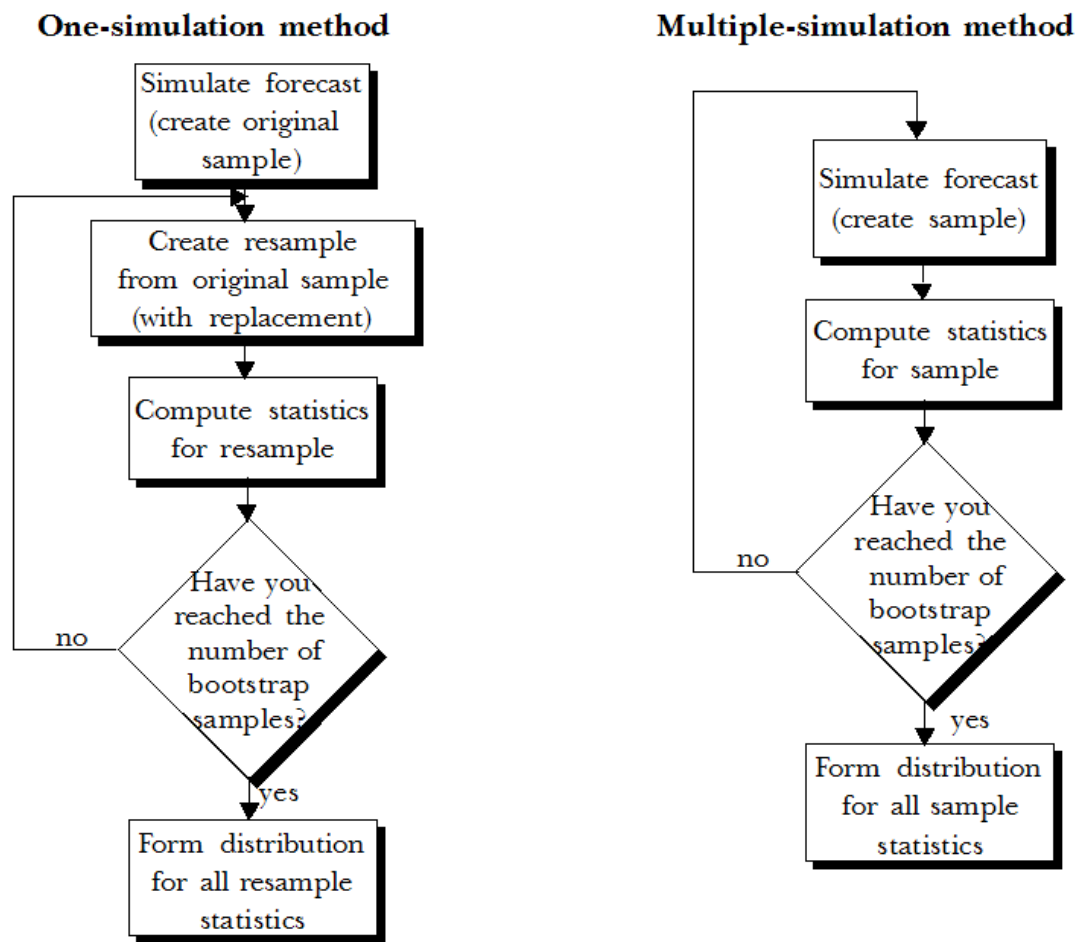 One-simulation method
Simulate forecast
(create original
sample)
Create resample
from original sample
(with replacement)
Compute statistics
for resample
Have you
reached the
number of
bootstrap
samples?
no
yes
Form distribution
for all resample
statistics
Multiple-simulation method
Simulate forecast
(create sample)
Compute statistics
for sample
Have you
reached the
number of
bootstrap
samples?
no
yes
Form distribution
for all sample
statistics